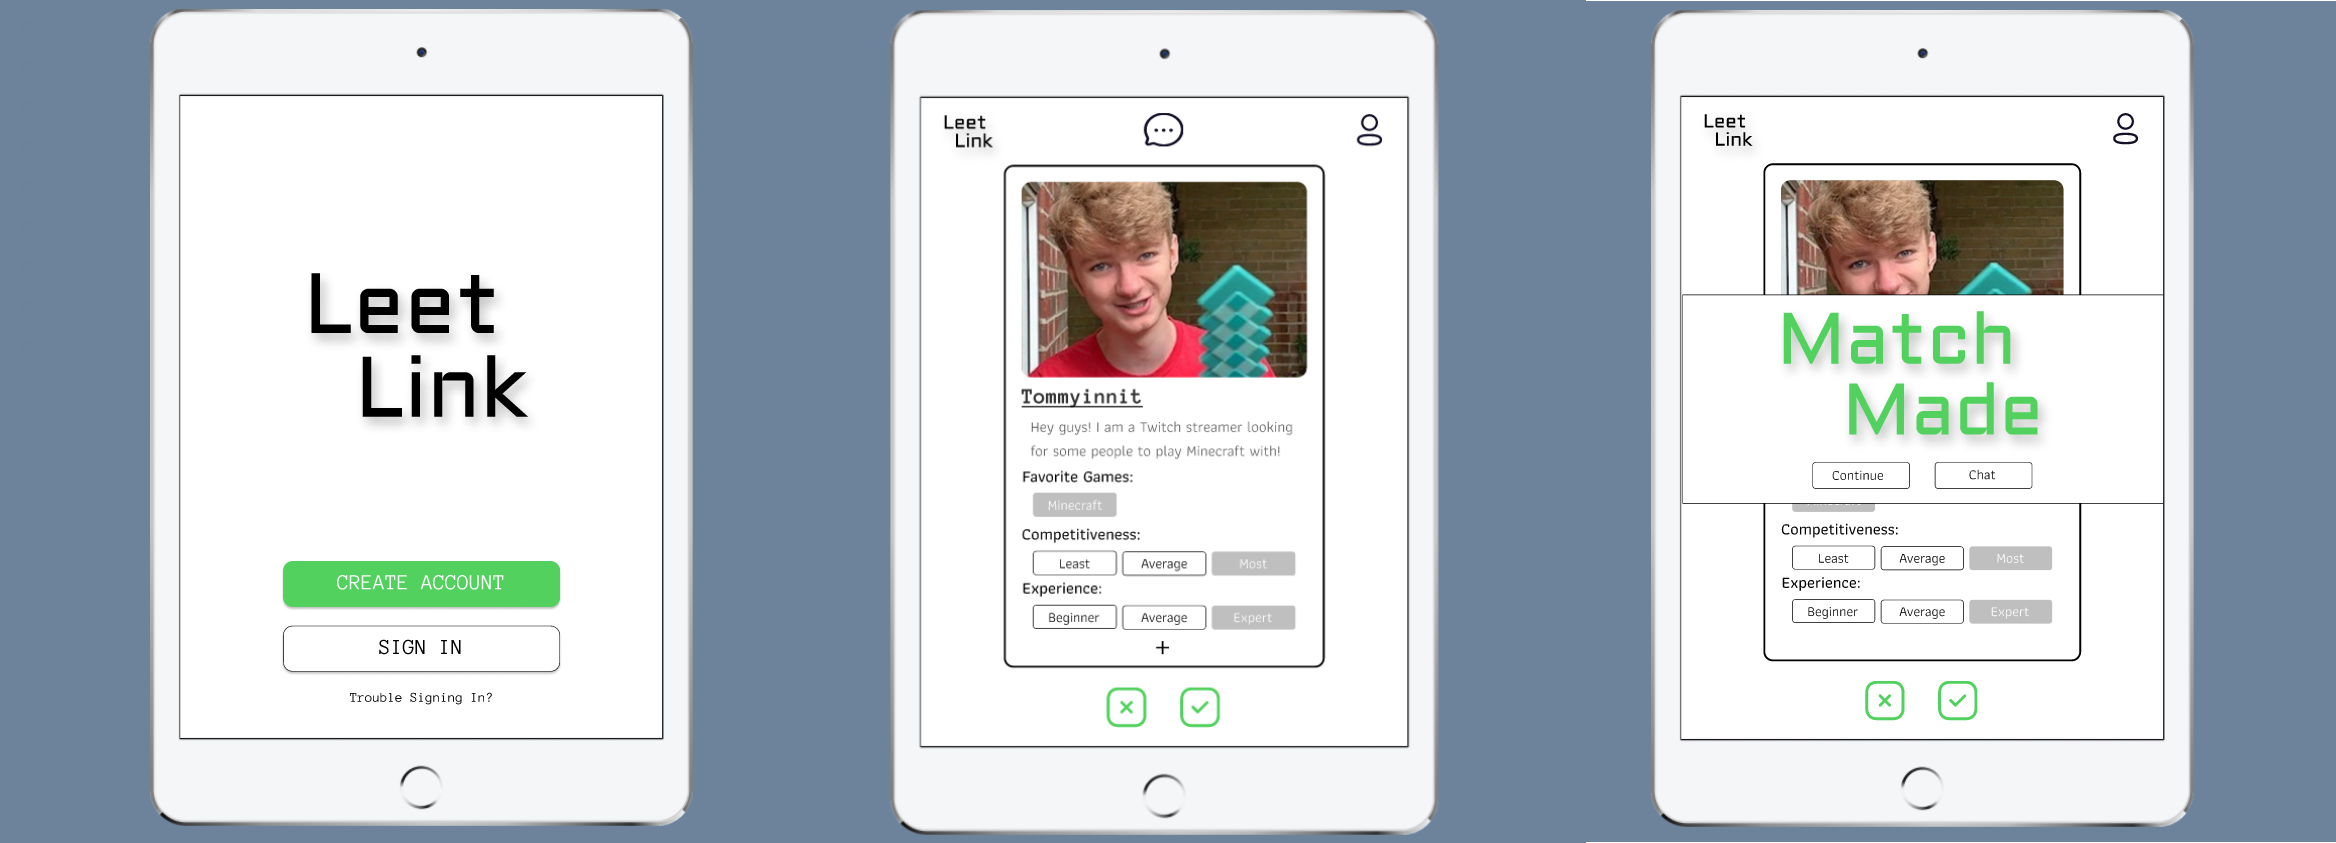 Leet
Link
CREATE ACCOUNT
SIGN IN
Trouble Signing In?
Leet
Link
Tommyinnit
Hey guys! I am a Twitch streamer looking
for some people to play Minecraft with!
Favorite Games:
Minecraft
Competitiveness:
Least Average Most
Experience:
Beginner Average Expert
+
Leet
Link
Match
Made
Continue Chat
Competitiveness:
Least Average Most
Experience:
Beginner Average Expert